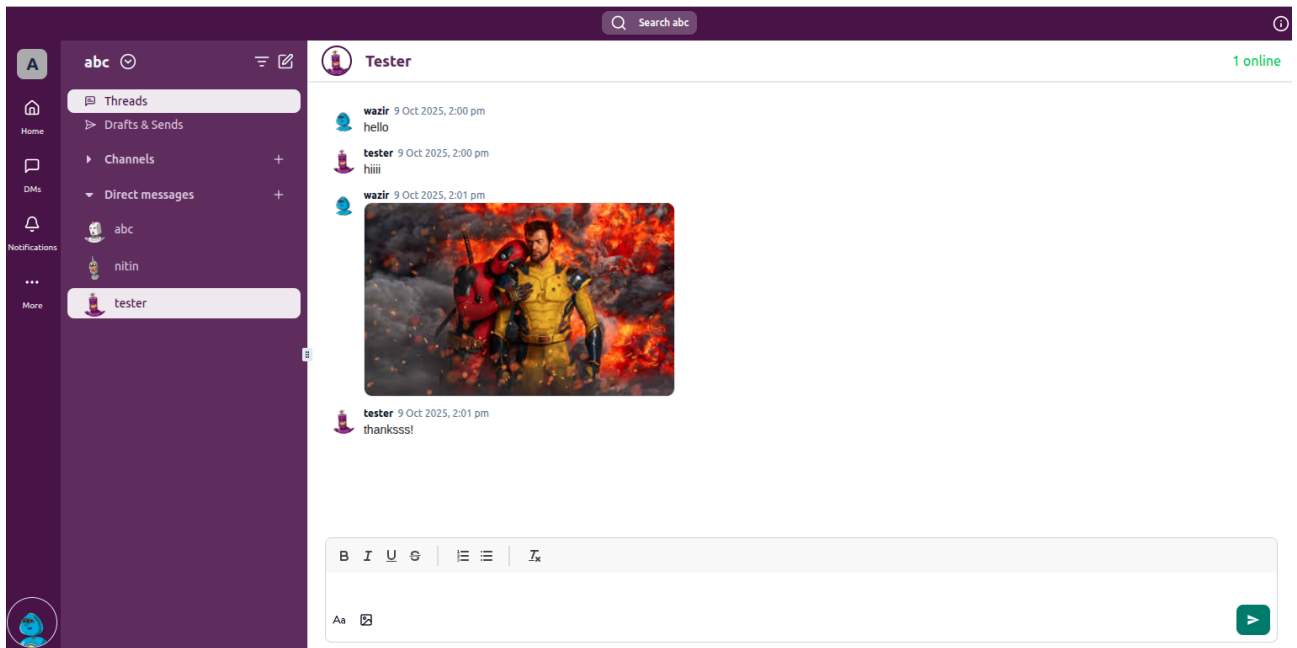 Search abc
A
abc
Home
DMs
Notifications
More
Threads
Drafts & Sends
Channels
Direct messages
abc
nitin
tester
Tester
1 online
wazir 9 Oct 2025, 2:00 pm
hello
tester 9 Oct 2025, 2:00 pm
hiiii
wazir 9 Oct 2025, 2:01 pm
tester 9 Oct 2025, 2:01 pm
thanksss!
B I U S
Aa